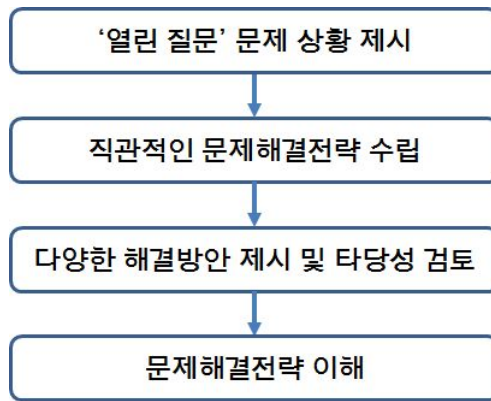 ‘열린 질문’ 문제 상황 제시
직관적인 문제해결전략 수립
다양한 해결방안 제시 및 타당성 검토
문제해결전략 이해